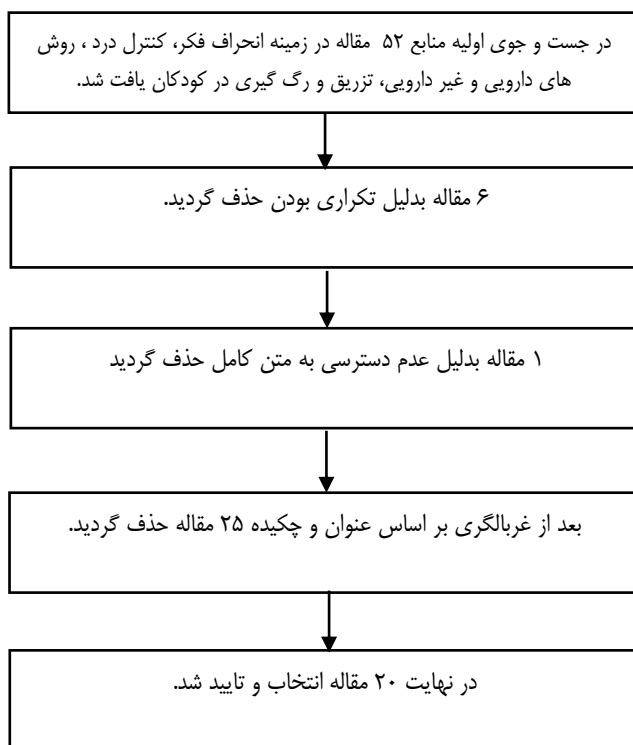 در جست و جوی اولیه منابع ۵۲ مقاله در زمینه انحراف فکر، کنترل درد ، روش
های دارویی و غیر دارویی، تزریق و رگ گیری در کودکان یافت شد.
۶ مقاله بدلیل تکراری بودن حذف گردید.
۱ مقاله بدلیل عدم دسترسی به متن کامل حذف گردید
بعد از غربالگری بر اساس عنوان و چکیده ۲۵ مقاله حذف گردید.
در نهایت ۲۰ مقاله انتخاب و تایید شد.